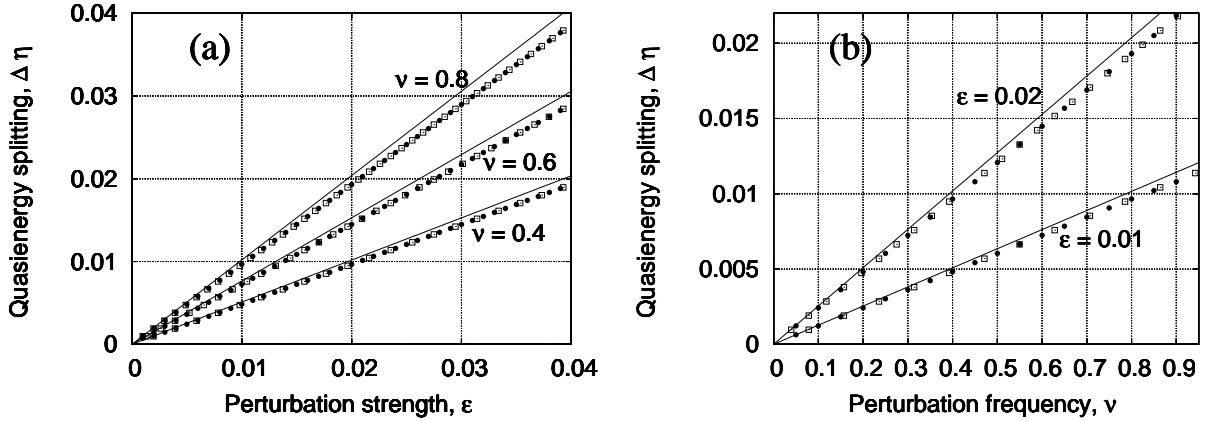 (a)
Quasienergy splitting, Δ η
0.04
0.03
0.02
0.01
0
ν = 0.8
ν = 0.6
ν = 0.4
0 0.01 0.02 0.03 0.04
Perturbation strength, ε
(b)
Quasienergy splitting, Δ η
0.02
0.015
0.01
0.005
0
ε = 0.02
ε = 0.01
0 0.1 0.2 0.3 0.4 0.5 0.6 0.7 0.8 0.9
Perturbation frequency, ν